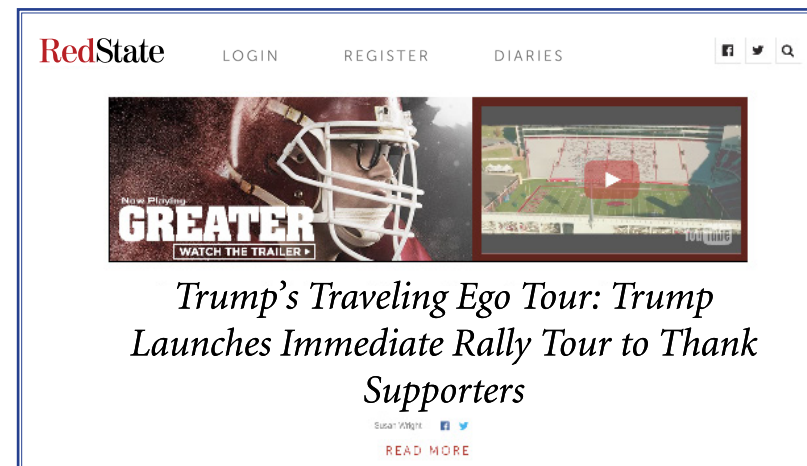 RedState LOGIN REGISTER DIARIES
Now Playing
GREATER
WATCH THE TRAILER
YouTube
Trump’s Traveling Ego Tour: Trump
Launches Immediate Rally Tour to Thank
Supporters
Susan Wright
READ MORE